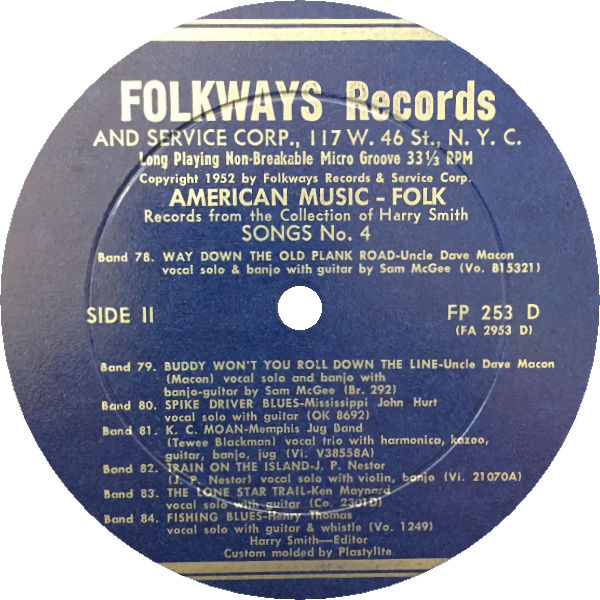 FOLKWAYS Records
AND SERVICE CORP., 117 W. 46 St., N. Y. C.
Long Playing Non-Breakable Micro Groove 33⅓ RPM
Copyright 1952 by Folkways Records & Service Corp.
AMERICAN MUSIC - FOLK
Records from the Collection of Harry Smith
SONGS No. 4
Band 78. WAY DOWN THE OLD PLANK ROAD-Uncle Dave Macon
vocal solo & banjo with guitar by Sam McGee (Vo. B15321)
SIDE II
FP 253 D
(FA 2953 D)
Band 79. BUDDY WON'T YOU ROLL DOWN THE LINE-Uncle Dave Macon
(Macon) vocal solo and banjo with
banjo-guitar by Sam McGee (Br. 292)
Band 80. SPIKE DRIVER BLUES-Mississippi John Hurt
vocal solo with guitar (OK 8692)
Band 81. K. C. MOAN-Memphis Jug Band
(Tewee Blackman) vocal trio with harmonica, kazoo,
guitar, banjo, jug (Vi. V38558A)
Band 82. TRAIN ON THE ISLAND-J. P. Nestor
(J. P. Nestor) vocal solo with violin, banjo (Vi. 21070A)
Band 83. THE LONE STAR TRAIL-Ken Maynard
vocal solo with guitar (Co. 2301D)
Band 84. FISHING BLUES-Henry Thomas
vocal solo with guitar & whistle (Vo. 1249)
Harry Smith—Editor
Custom molded by Plastylite